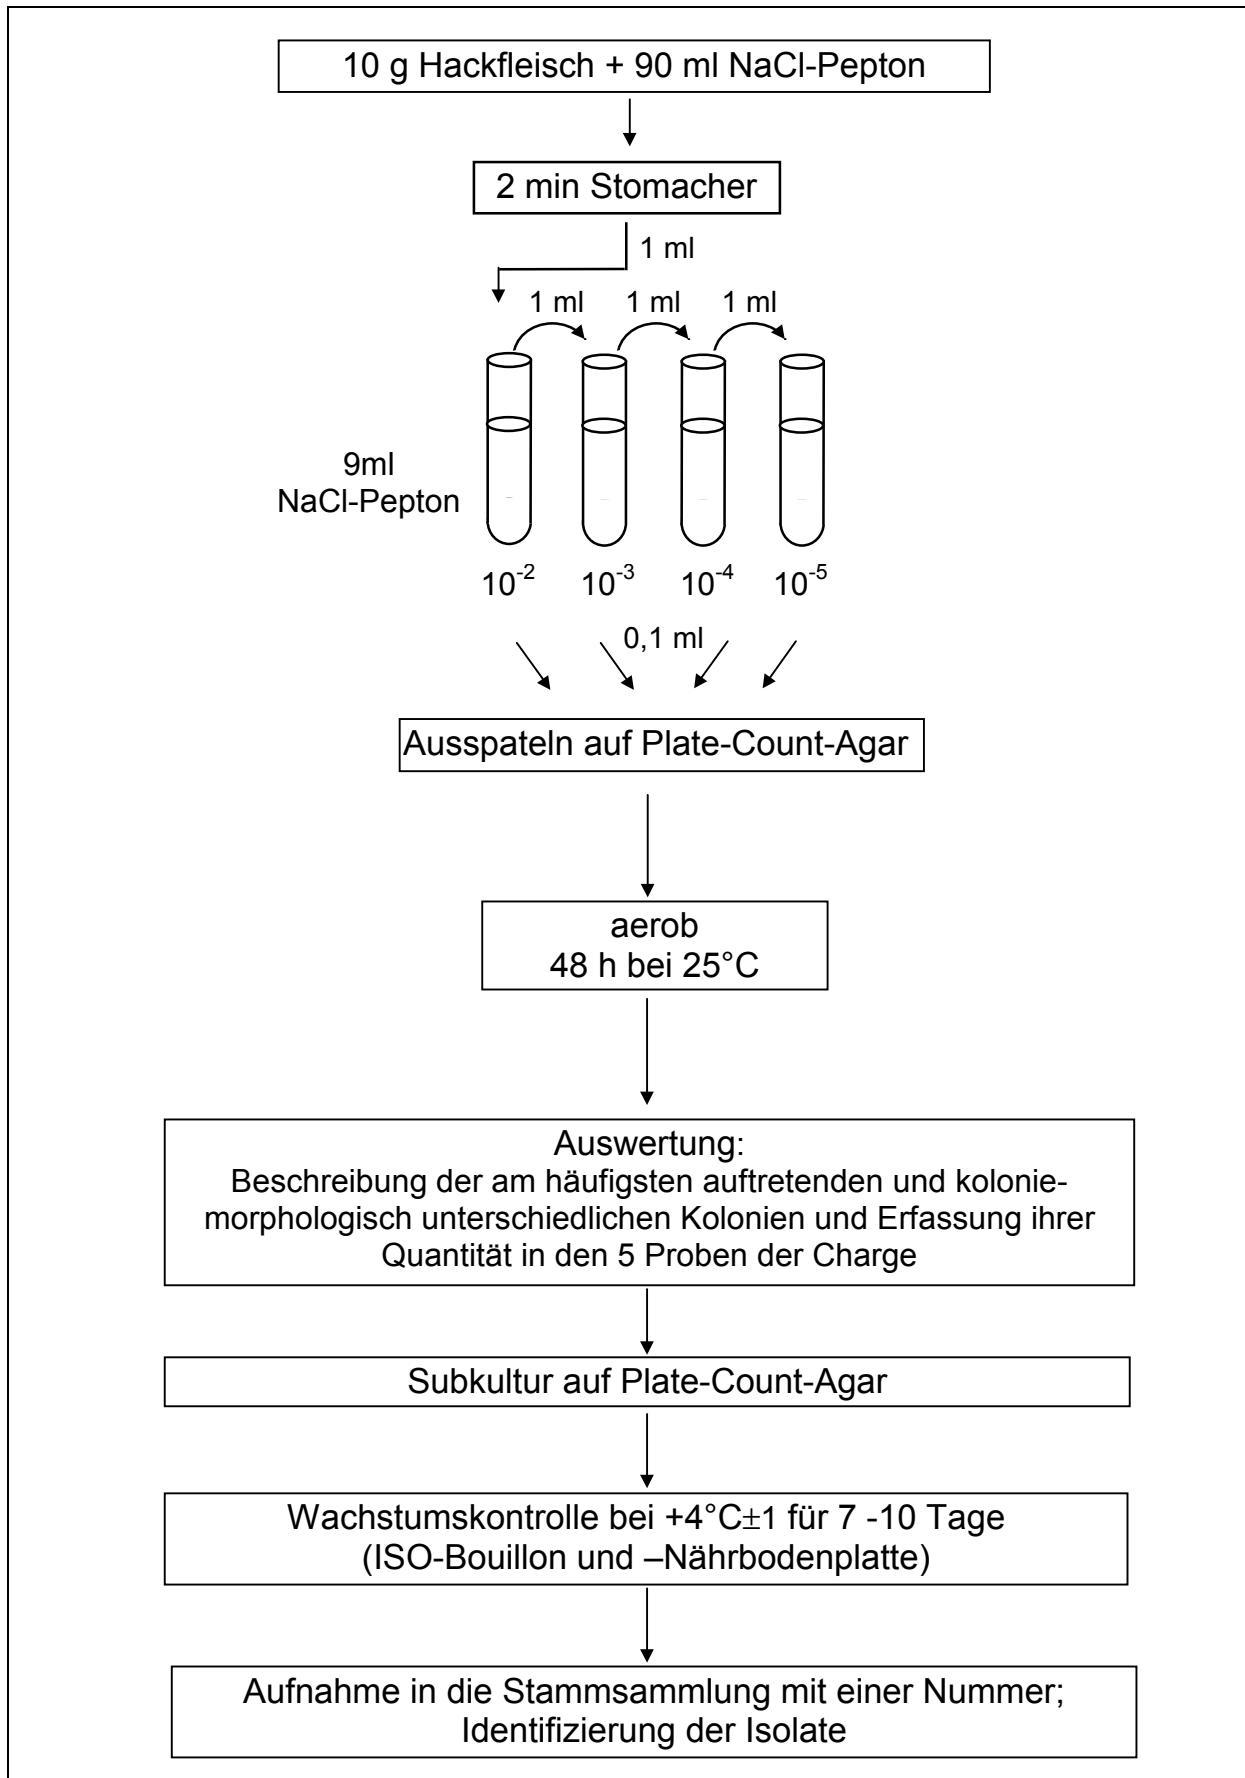 10 g Hackfleisch + 90 ml NaCl-Pepton
2 min Stomacher
1 ml
1 ml 1 ml 1 ml
9ml
NaCl-Pepton
10⁻² 10⁻³ 10⁻⁴ 10⁻⁵
0,1 ml
Ausspateln auf Plate-Count-Agar
aerob
48 h bei 25°C
Auswertung:
Beschreibung der am häufigsten auftretenden und kolonie-
morphologisch unterschiedlichen Kolonien und Erfassung ihrer
Quantität in den 5 Proben der Charge
Subkultur auf Plate-Count-Agar
Wachstumskontrolle bei +4°C±1 für 7 -10 Tage
(ISO-Bouillon und –Nährbodenplatte)
Aufnahme in die Stammsammlung mit einer Nummer;
Identifizierung der Isolate